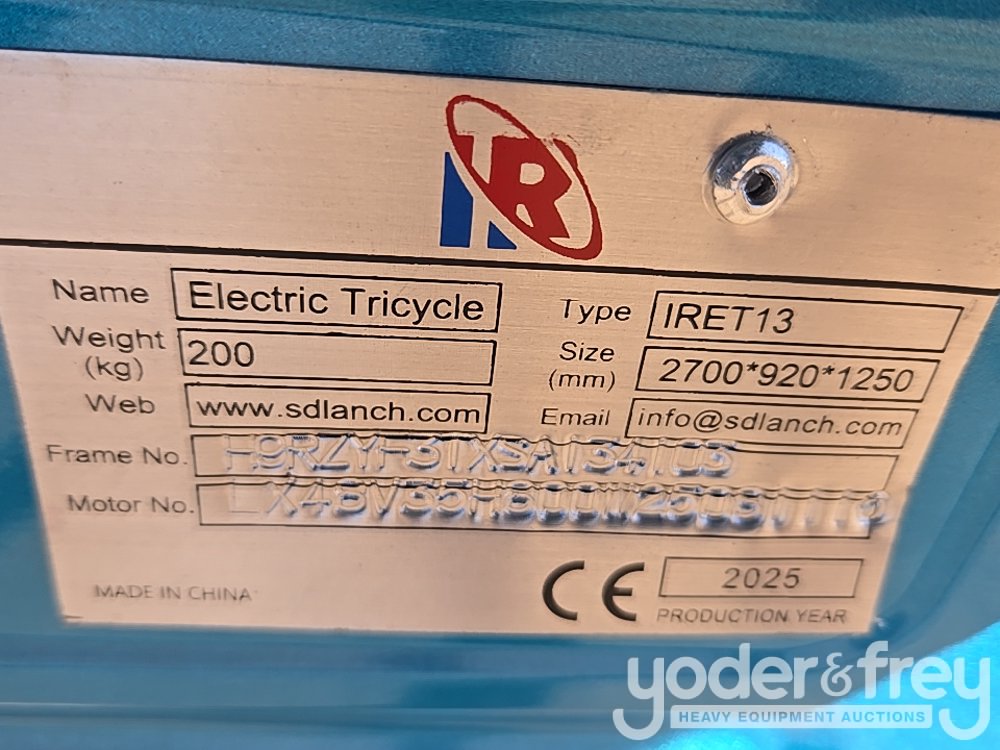 TR
Name Electric Tricycle Type IRET13
Weight (kg) 200 Size (mm) 2700*920*1250
Web www.sdlanch.com Email info@sdlanch.com
Frame No.
Motor No.
MADE IN CHINA CE 2025
PRODUCTION YEAR
yoder&frey
HEAVY EQUIPMENT AUCTIONS